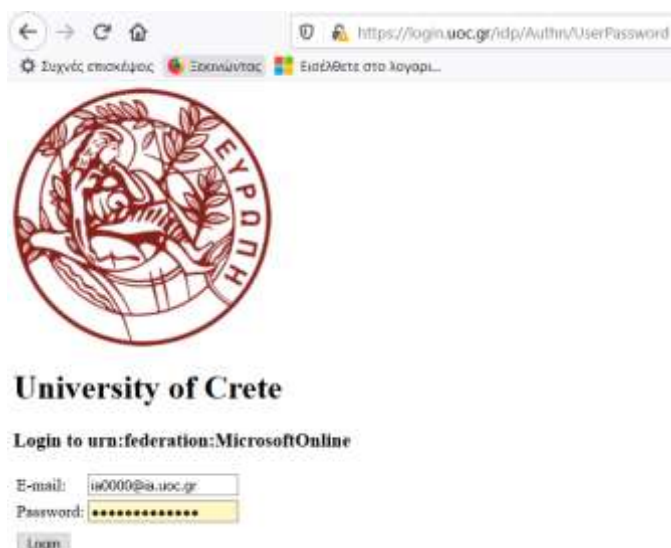 https://login.uoc.gr/idp/Authn/UserPassword
Συχνές επισκέψεις Ξεκινώντας Εισέλθετε στο λογαρι...
ΕΥΡΩΠΗ
University of Crete
Login to urn:federation:MicrosoftOnline
E-mail: ia0000@ia.uoc.gr
Password: •••••••••••••
Login